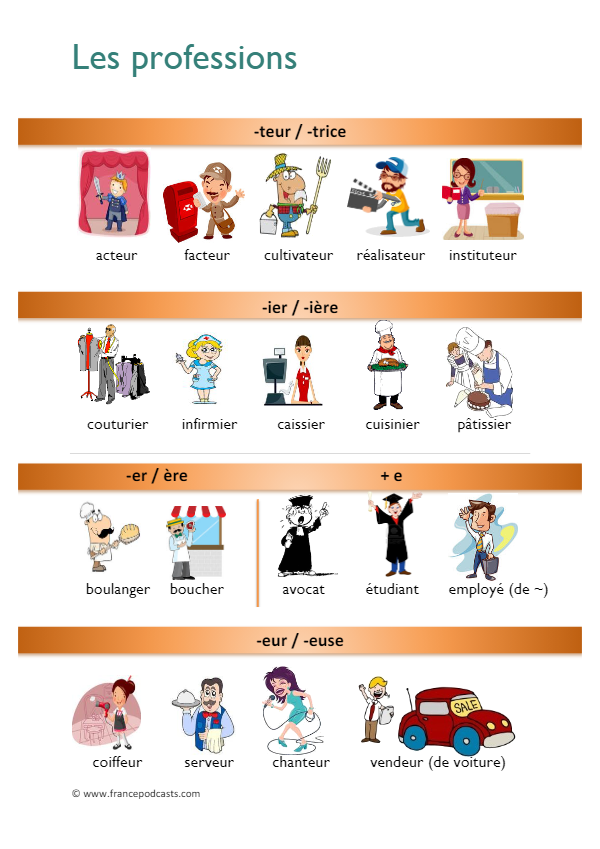 Les professions
-teur / -trice
acteur facteur cultivateur réalisateur instituteur
-ier / -ière
couturier infirmier caissier cuisinier pâtissier
-er / ère + e
boulanger boucher avocat étudiant employé (de ~)
-eur / -euse
SALE
coiffeur serveur chanteur vendeur (de voiture)
© www.francepodcasts.com